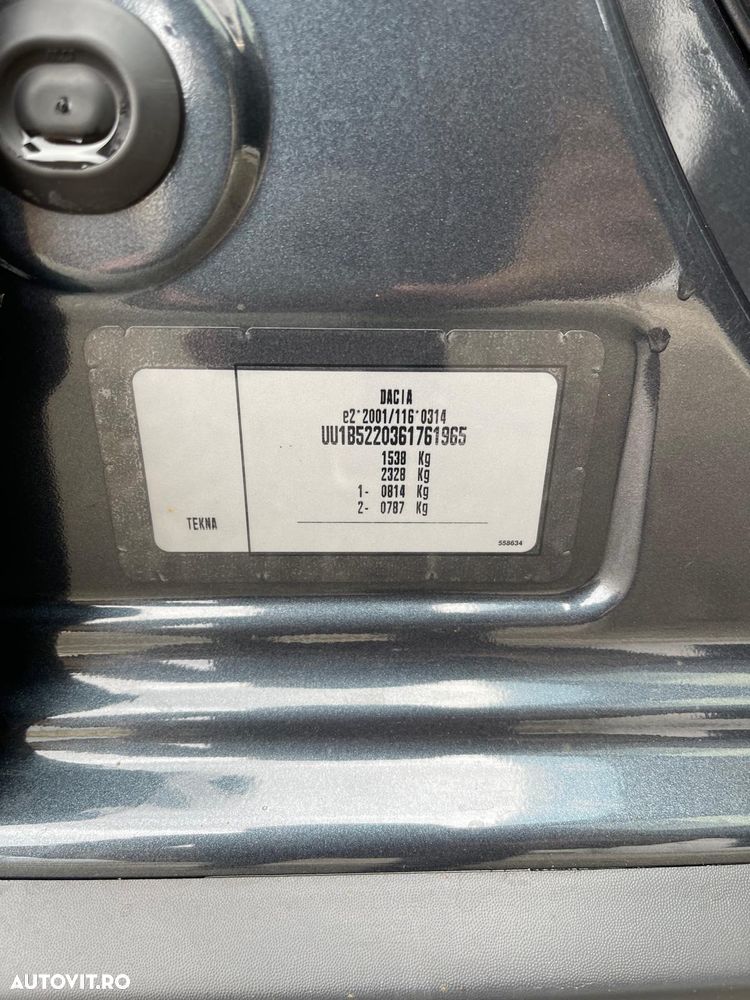 DACIA
e2*2001/116*0314
UU1B5220361761965
1538 Kg
2328 Kg
1- 0814 Kg
2- 0787 Kg
TEKNA
558634
AUTOVIT.RO